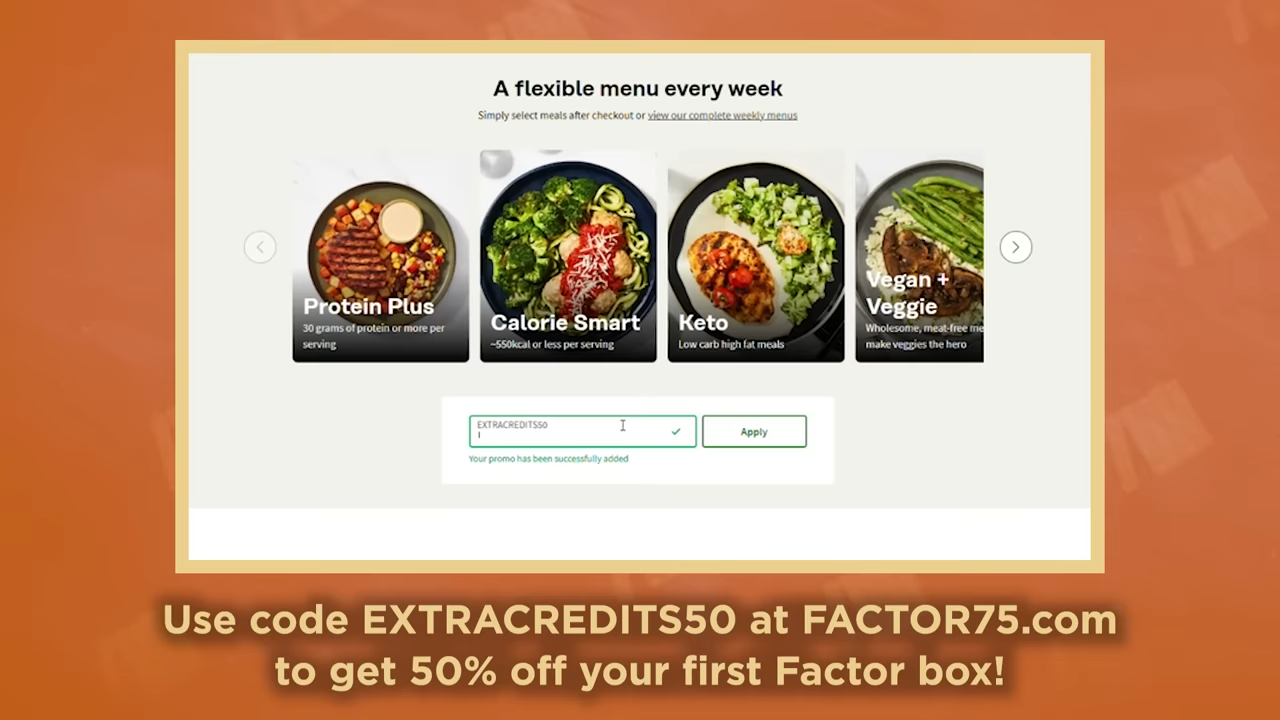 A flexible menu every week
Simply select meals after checkout or view our complete weekly menus
Protein Plus
30 grams of protein or more per
serving
Calorie Smart
~550kcal or less per serving
Keto
Low carb high fat meals
Vegan +
Veggie
Wholesome, meat-free me
make veggies the hero
EXTRACREDITS50
Apply
Your promo has been successfully added
Use code EXTRACREDITS50 at FACTOR75.com
to get 50% off your first Factor box!